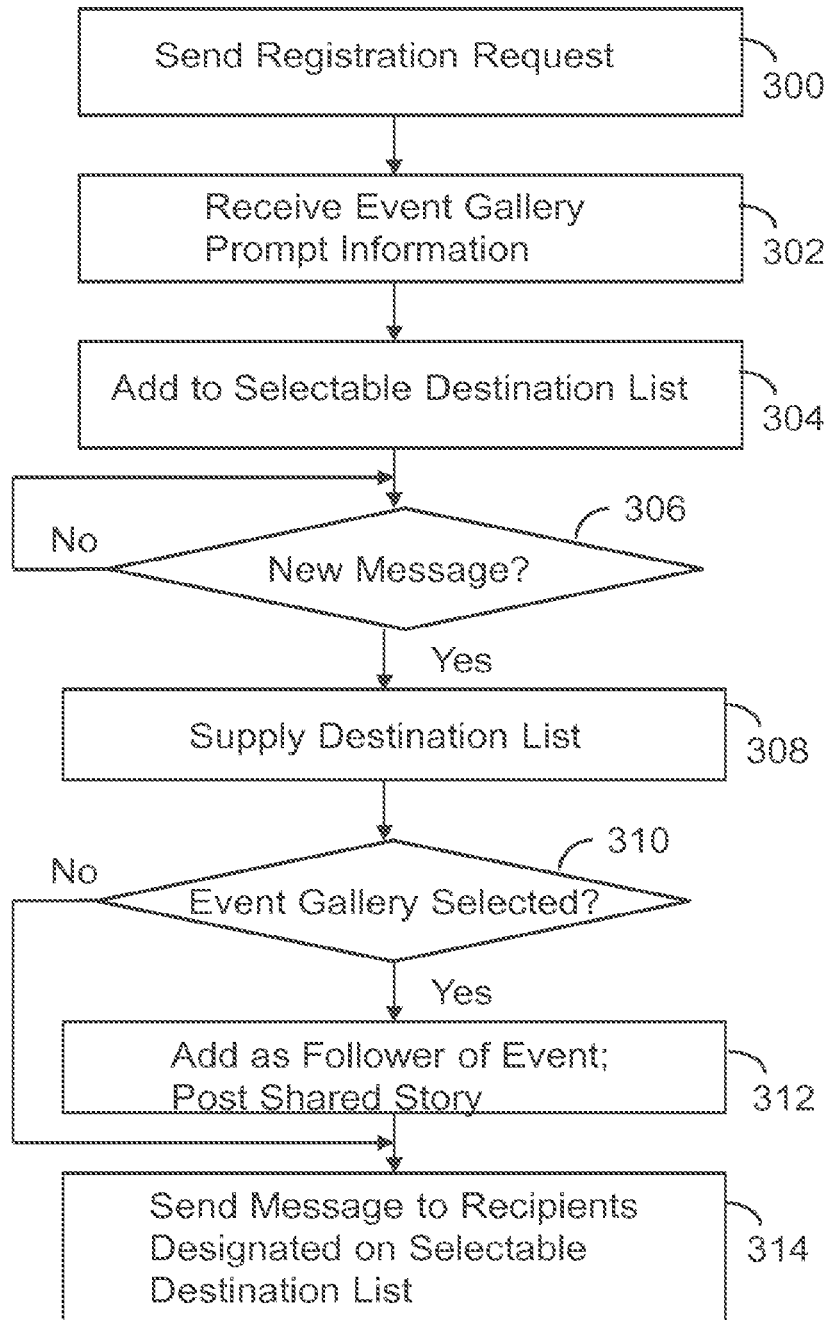 Send Registration Request
300
Receive Event Gallery
Prompt Information
302
Add to Selectable Destination List
304
306
No
New Message?
Yes
Supply Destination List
308
310
No
Event Gallery Selected?
Yes
Add as Follower of Event;
Post Shared Story
312
Send Message to Recipients
Designated on Selectable
Destination List
314